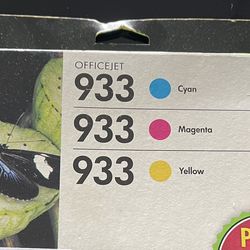 OFFICEJET
933 Cyan
933 Magenta
933 Yellow